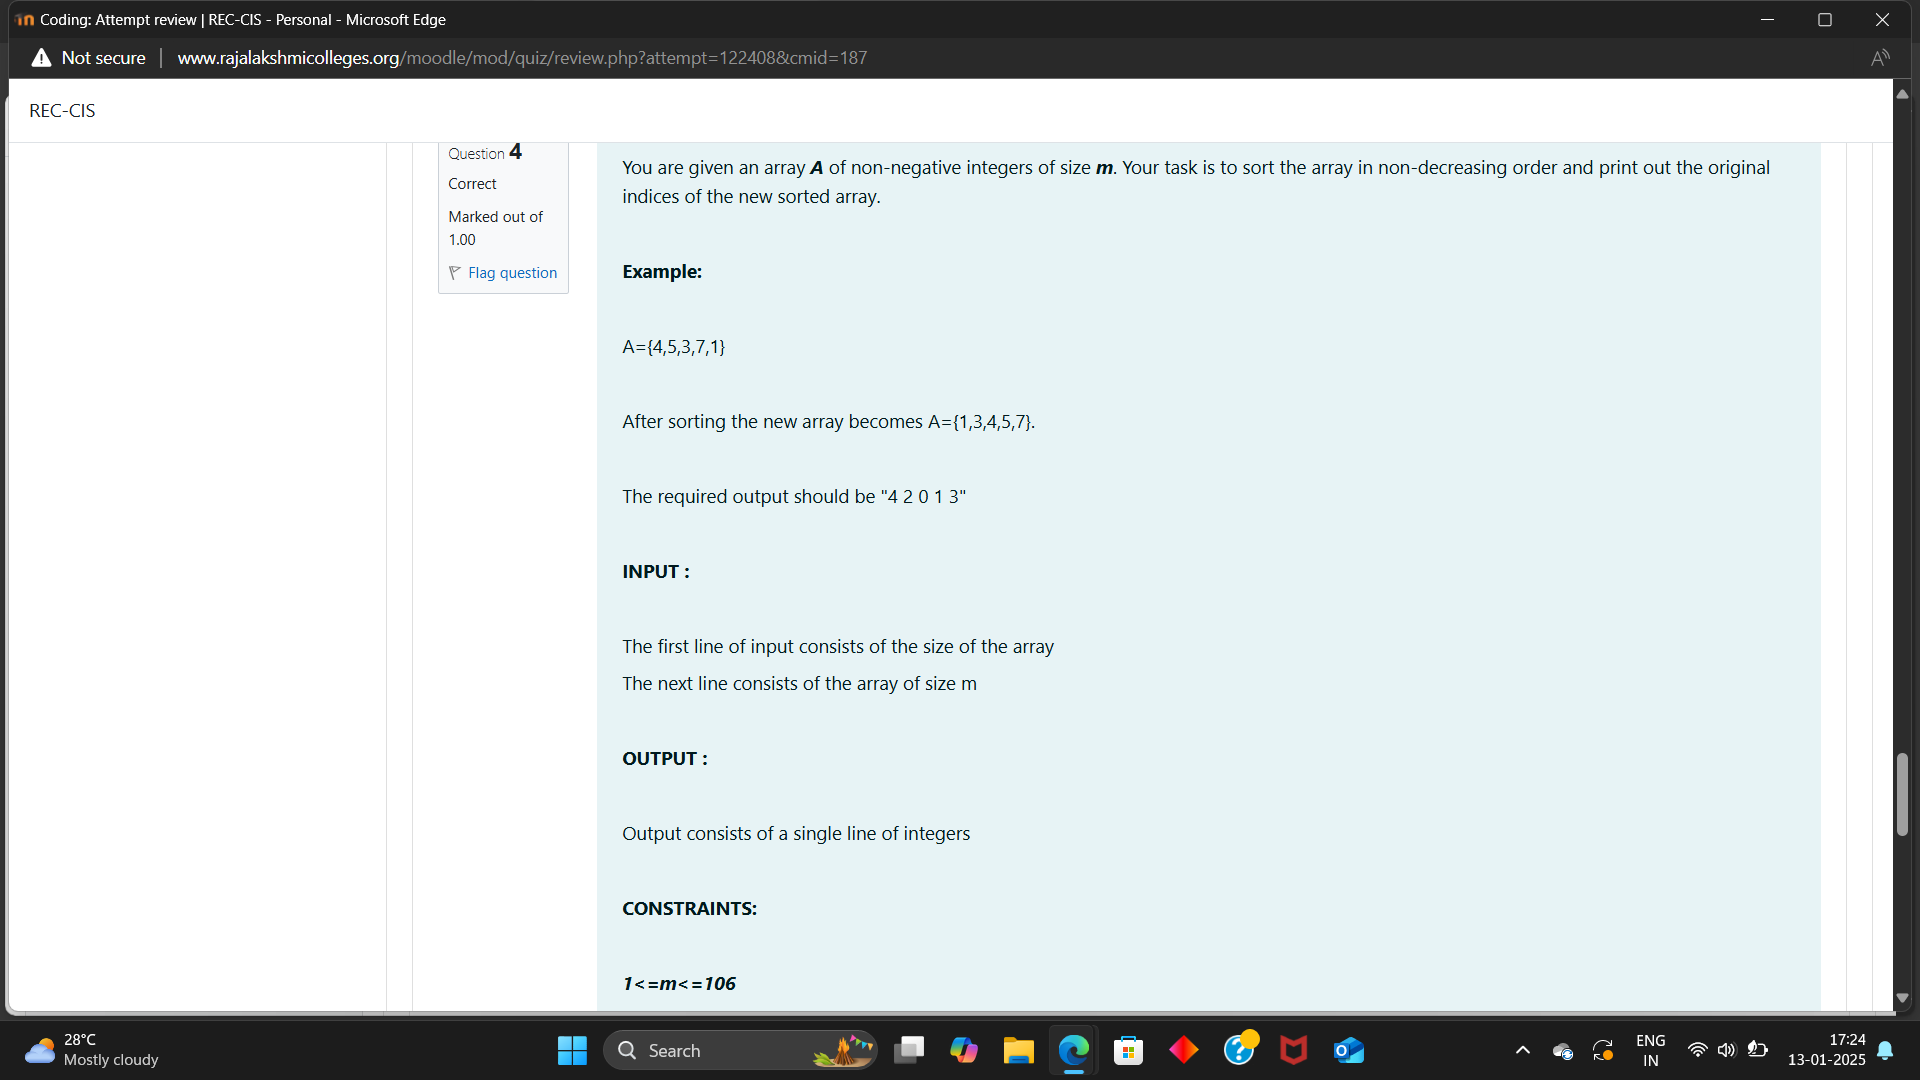 Coding: Attempt review | REC-CIS - Personal - Microsoft Edge
Not secure | www.rajalakshmicolleges.org/moodle/mod/quiz/review.php?attempt=122408&cmid=187
REC-CIS
Question 4
Correct
Marked out of
1.00
Flag question
You are given an array A of non-negative integers of size m. Your task is to sort the array in non-decreasing order and print out the original
indices of the new sorted array.
Example:
A={4,5,3,7,1}
After sorting the new array becomes A={1,3,4,5,7}.
The required output should be "4 2 0 1 3"
INPUT :
The first line of input consists of the size of the array
The next line consists of the array of size m
OUTPUT :
Output consists of a single line of integers
CONSTRAINTS:
1<=m<=106
28°C
Mostly cloudy
Search
ENG
IN
17:24
13-01-2025